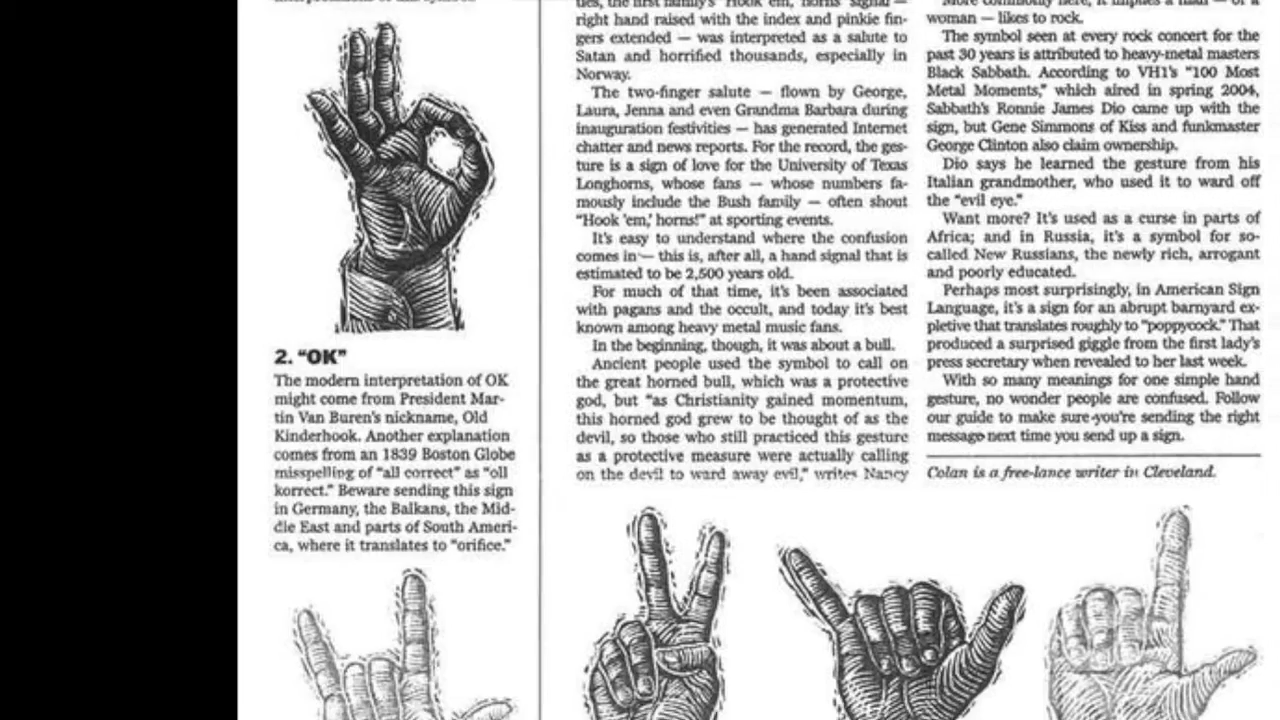 2. “OK”
The modern interpretation of OK
might come from President Mar-
tin Van Buren’s nickname, Old
Kinderhook. Another explanation
comes from an 1839 Boston Globe
misspelling of “all correct” as “oll
korrect.” Beware sending this sign
in Germany, the Balkans, the Mid-
dle East and parts of South Ameri-
ca, where it translates to “orifice.”
ties, the first family’s “Hook ’em, horns” signal —
right hand raised with the index and pinkie fin-
gers extended — was interpreted as a salute to
Satan and horrified thousands, especially in
Norway.
The two-finger salute — flown by George,
Laura, Jenna and even Grandma Barbara during
inauguration festivities — has generated Internet
chatter and news reports. For the record, the ges-
ture is a sign of love for the University of Texas
Longhorns, whose fans — whose numbers fa-
mously include the Bush family — often shout
“Hook ’em, horns!” at sporting events.
It’s easy to understand where the confusion
comes in — this is, after all, a hand signal that is
estimated to be 2,500 years old.
For much of that time, it’s been associated
with pagans and the occult, and today it’s best
known among heavy metal music fans.
In the beginning, though, it was about a bull.
Ancient people used the symbol to call on
the great horned bull, which was a protective
god, but “as Christianity gained momentum,
this horned god grew to be thought of as the
devil, so those who still practiced this gesture
as a protective measure were actually calling
on the devil to ward away evil,” writes Nancy
More commonly here, it implies a man — or a
woman — likes to rock.
The symbol seen at every rock concert for the
past 30 years is attributed to heavy-metal masters
Black Sabbath. According to VH1’s “100 Most
Metal Moments,” which aired in spring 2004,
Sabbath’s Ronnie James Dio came up with the
sign, but Gene Simmons of Kiss and funkmaster
George Clinton also claim ownership.
Dio says he learned the gesture from his
Italian grandmother, who used it to ward off
the “evil eye.”
Want more? It’s used as a curse in parts of
Africa; and in Russia, it’s a symbol for so-
called New Russians, the newly rich, arrogant
and poorly educated.
Perhaps most surprisingly, in American Sign
Language, it’s a sign for an abrupt barnyard ex-
pletive that translates roughly to “poppycock.” That
produced a surprised giggle from the first lady’s
press secretary when revealed to her last week.
With so many meanings for one simple hand
gesture, no wonder people are confused. Follow
our guide to make sure you’re sending the right
message next time you send up a sign.
Colan is a free-lance writer in Cleveland.